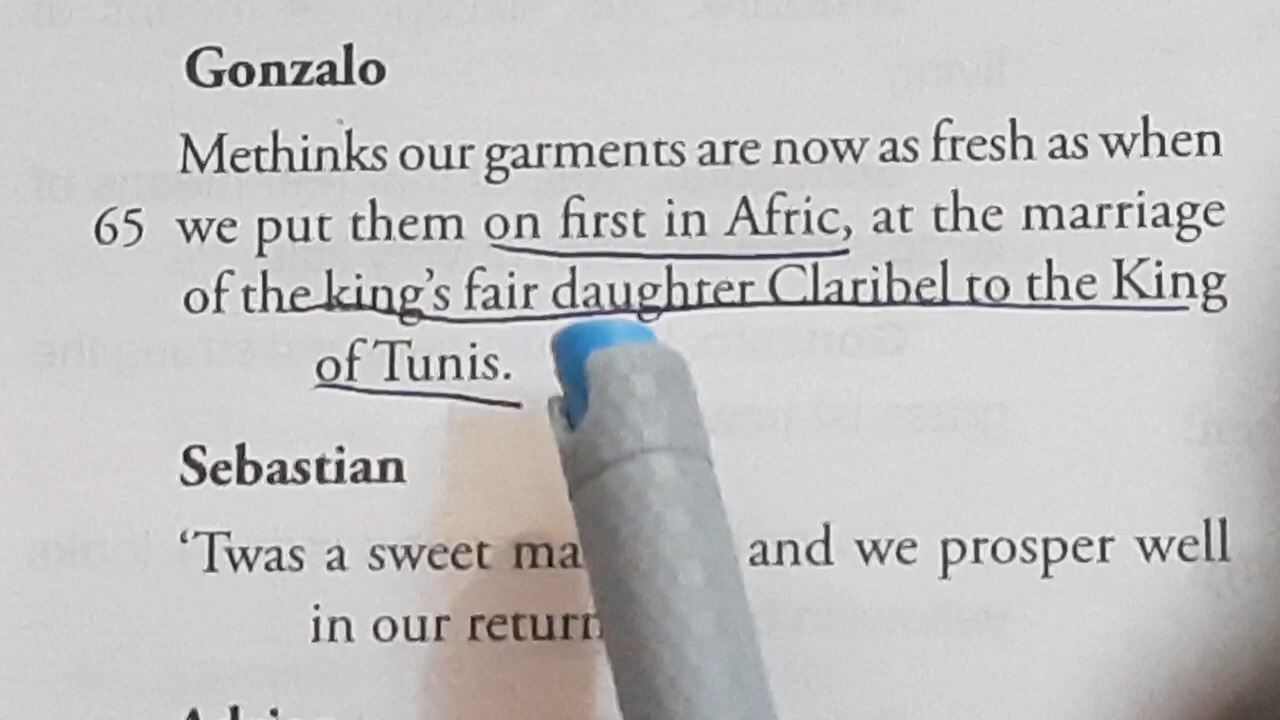 Gonzalo
Methinks our garments are now as fresh as when
65 we put them on first in Afric, at the marriage
of the king's fair daughter Claribel to the King
of Tunis.
Sebastian
‘Twas a sweet and we prosper well
in our return